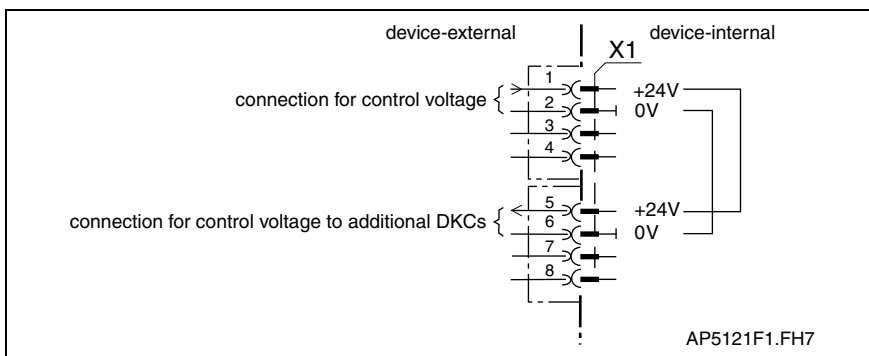 device-external
device-internal
X1
1
+24V
connection for control voltage
2
0V
3
4
5
+24V
connection for control voltage to additional DKCs
6
0V
7
8
AP5121F1.FH7